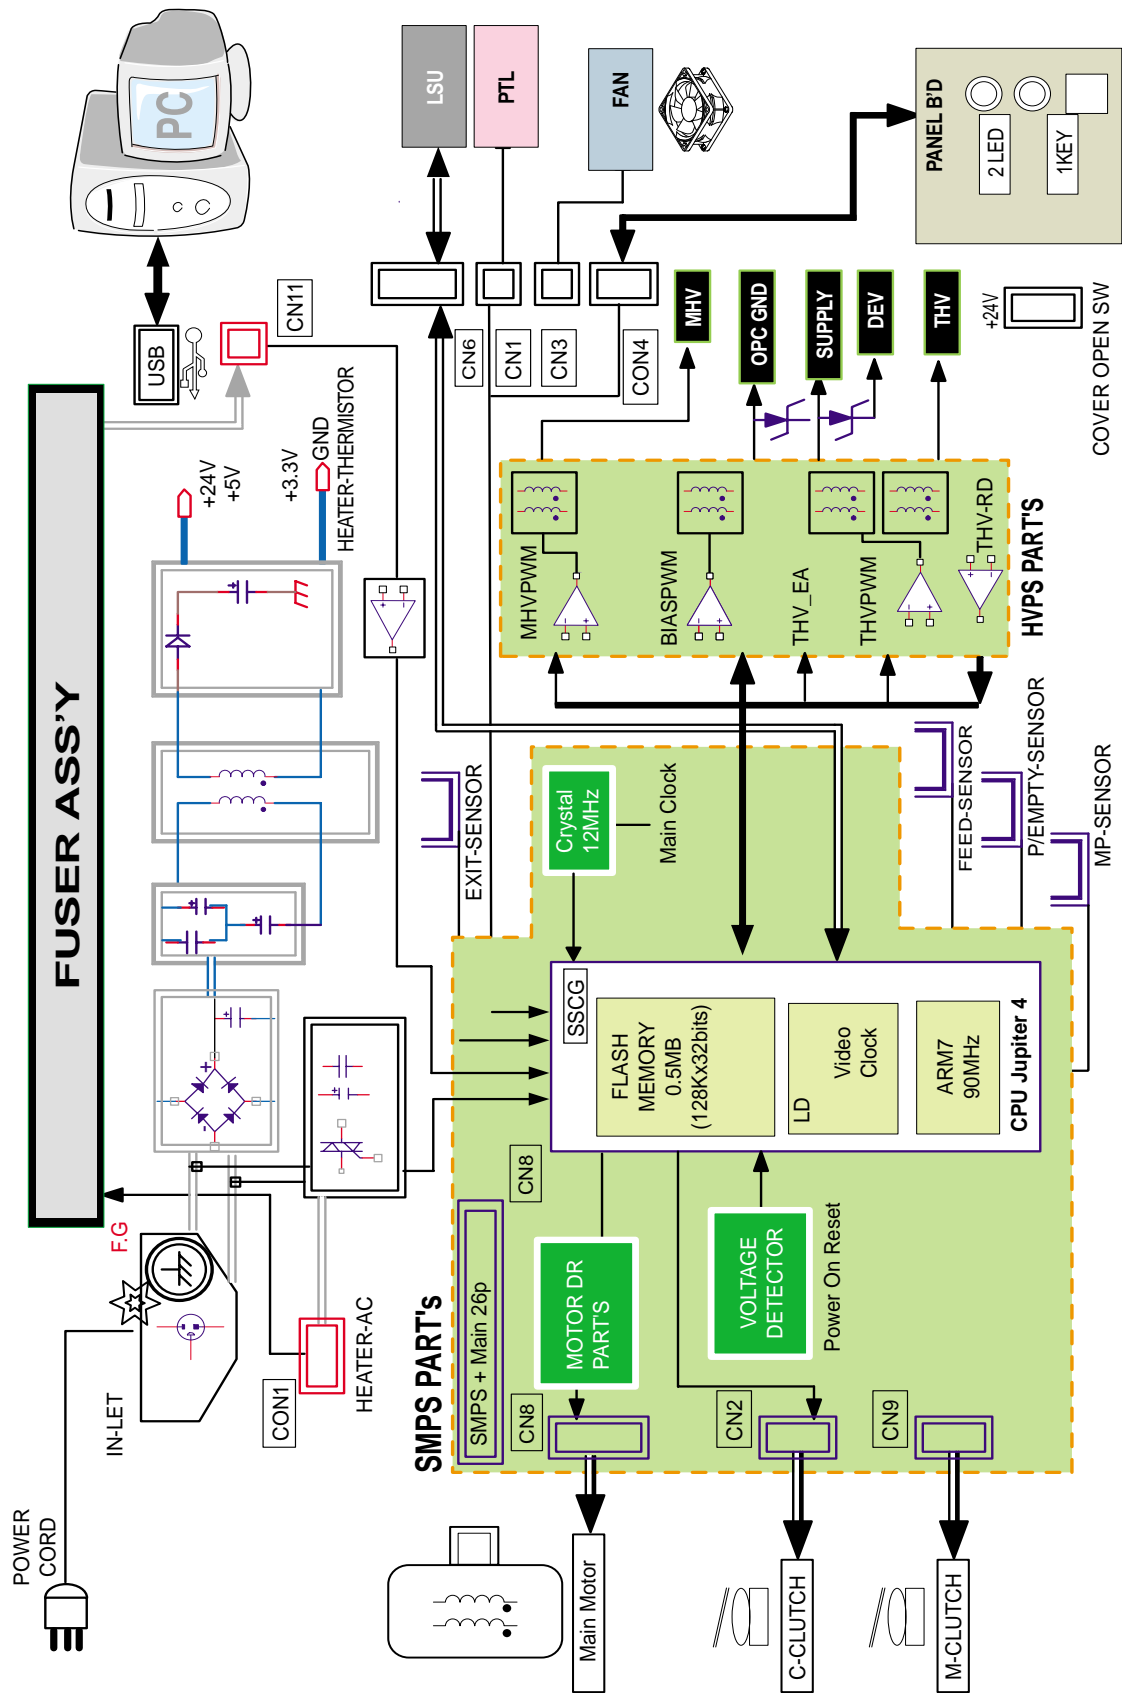 POWER
CORD
IN-LET
F.G
FUSER ASS'Y
PC
USB
CN11
+24V
+5V
+3.3V
GND
HEATER-THERMISTOR
CON1
HEATER-AC
LSU
PTL
FAN
CN6
CN1
CN3
CON4
PANEL B'D
2 LED
1KEY
MHV
OPC GND
SUPPLY
DEV
THV
+24V
COVER OPEN SW
MHVPWM
BIASPWM
THV_EA
THVPWM
THV-RD
HVPS PART'S
EXIT-SENSOR
FEED-SENSOR
P/EMPTY-SENSOR
MP-SENSOR
Crystal
12MHz
Main Clock
SSCG
FLASH
MEMORY
0.5MB
(128Kx32bits)
LD
Video
Clock
ARM7
90MHz
CPU Jupiter 4
SMPS PART's
SMPS + Main 26p
CN8
MOTOR DR
PART'S
VOLTAGE
DETECTOR
Power On Reset
CN8
CN2
CN9
Main Motor
C-CLUTCH
M-CLUTCH